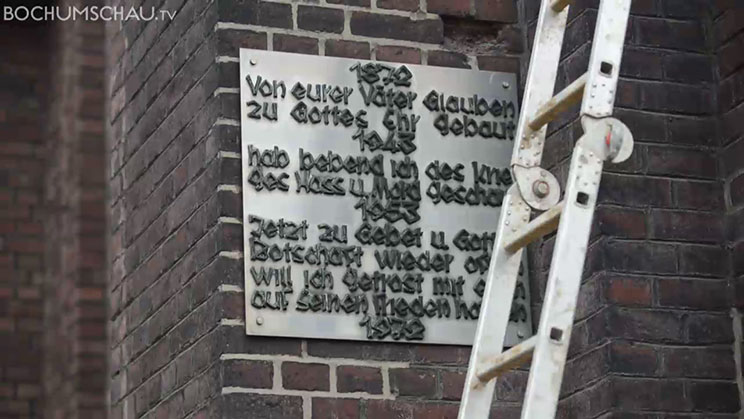 BOCHUMSCHAU.TV
1872
Von eurer Väter Glauben
zu Gottes Ehr gebaut
1943
hab bebend ich des
des Hass u. Mord
1953
Jetzt zu Gebet u.
Botschaft wieder
will ich getrost mit
auf seinen Frieden
1972